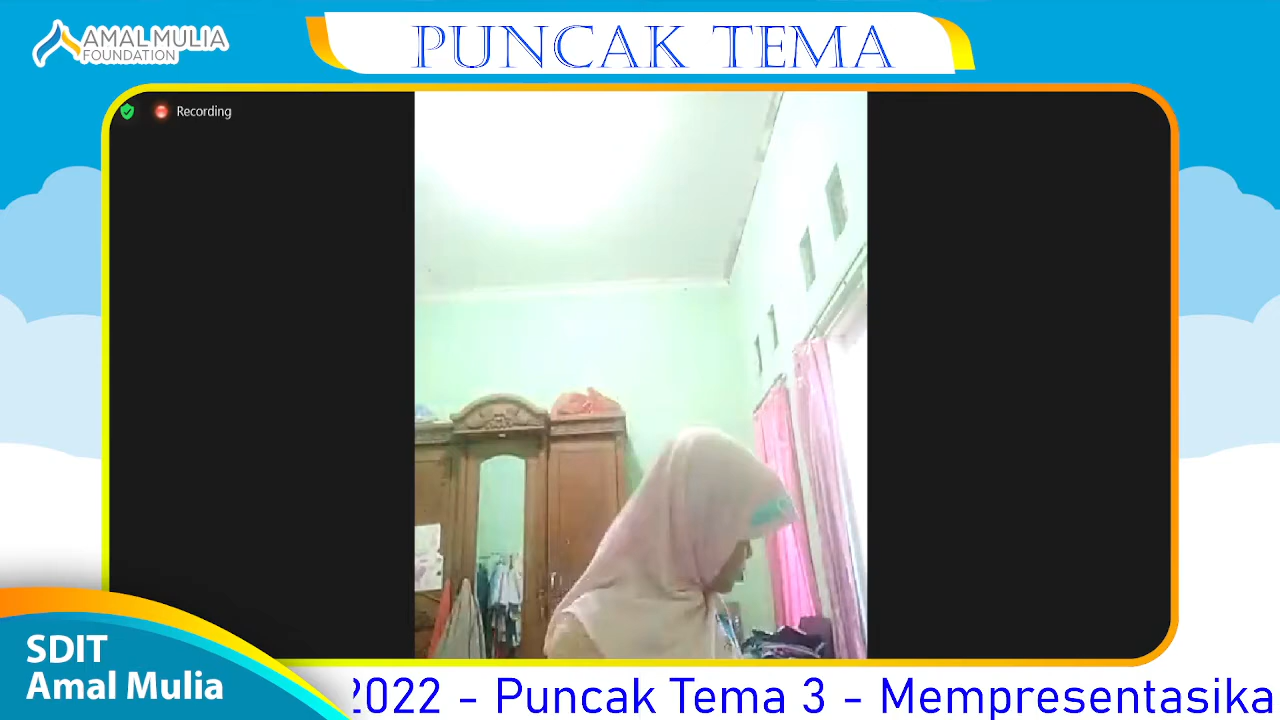 AMAL MULIA
FOUNDATION
PUNCAK TEMA
Recording
SDIT
Amal Mulia
2022 - Puncak Tema 3 - Mempresentasika